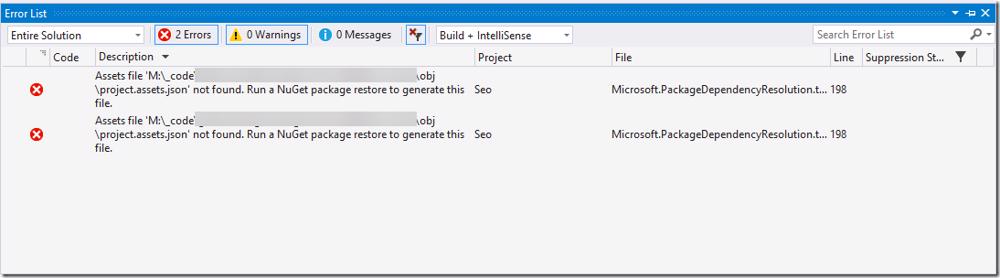 Error List
Entire Solution 2 Errors 0 Warnings 0 Messages Build + IntelliSense Search Error List
Code Description Project File Line Suppression St...
Assets file 'M:\_code\ \obj
\project.assets.json' not found. Run a NuGet package restore to generate this Seo Microsoft.PackageDependencyResolution.t... 198
file.
Assets file 'M:\_code\ \obj
\project.assets.json' not found. Run a NuGet package restore to generate this Seo Microsoft.PackageDependencyResolution.t... 198
file.